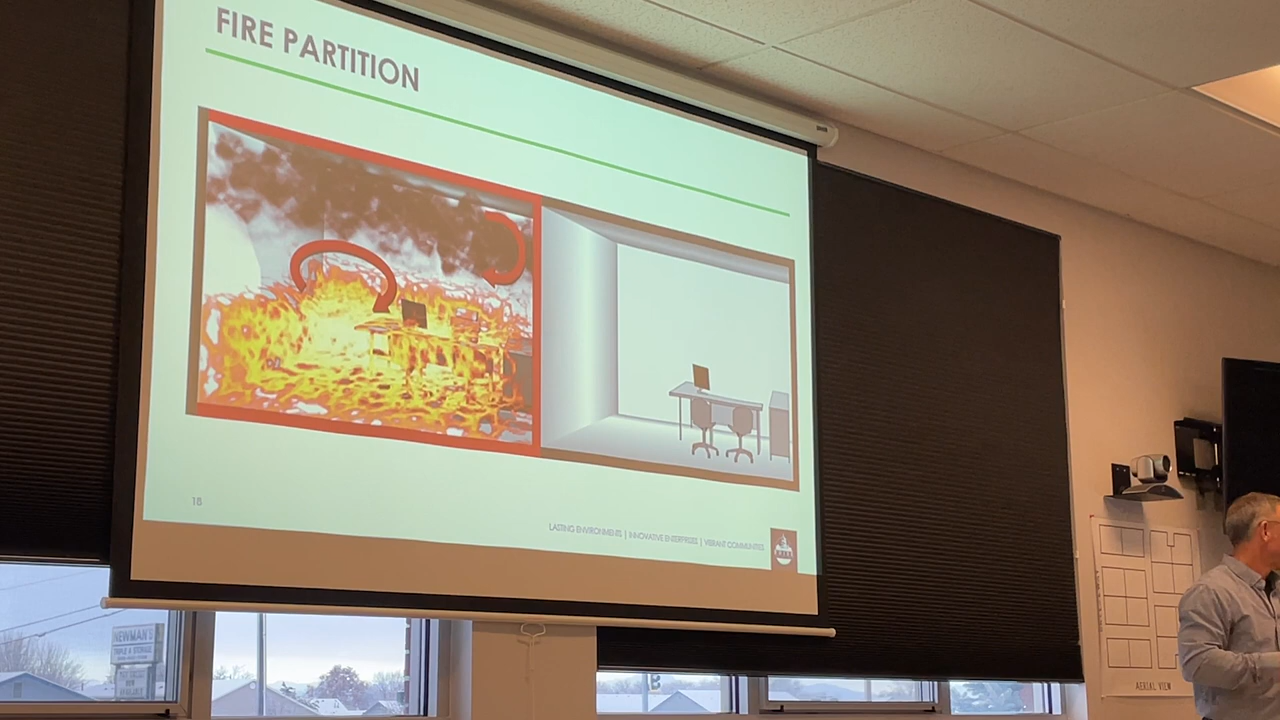 FIRE PARTITION
18
LASTING ENVIRONMENTS | INNOVATIVE ENTERPRISES | VIBRANT COMMUNITIES
NEWMAN'S
AERIAL VIEW